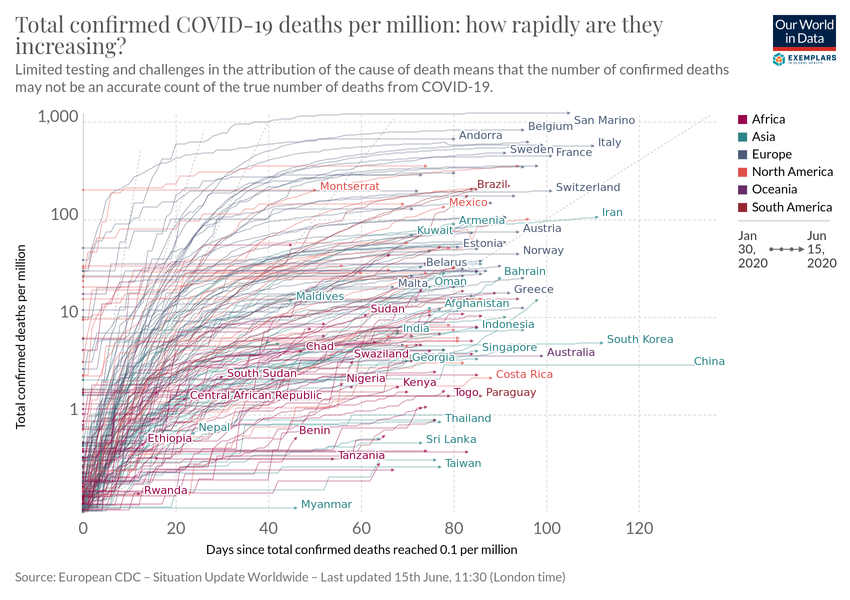 Total confirmed COVID-19 deaths per million: how rapidly are they
increasing?
Our World
in Data
EXEMPLARS
IN GLOBAL HEALTH
Limited testing and challenges in the attribution of the cause of death means that the number of confirmed deaths
may not be an accurate count of the true number of deaths from COVID-19.
Total confirmed deaths per million
1,000
100
10
1
San Marino
Belgium
Andorra
Italy
Sweden
France
Montserrat
Brazil
Switzerland
Mexico
Iran
Armenia
Kuwait
Austria
Estonia
Norway
Belarus
Bahrain
Malta
Oman
Greece
Maldives
Afghanistan
Sudan
Indonesia
India
South Korea
Chad
Singapore
Swaziland
Georgia
Australia
China
South Sudan
Costa Rica
Nigeria
Kenya
Central African Republic
Togo
Paraguay
Thailand
Nepal
Benin
Ethiopia
Sri Lanka
Tanzania
Taiwan
Rwanda
Myanmar
0
20
40
60
80
100
120
Days since total confirmed deaths reached 0.1 per million
Africa
Asia
Europe
North America
Oceania
South America
Jan
30,
2020
Jun
15,
2020
Source: European CDC – Situation Update Worldwide – Last updated 15th June, 11:30 (London time)